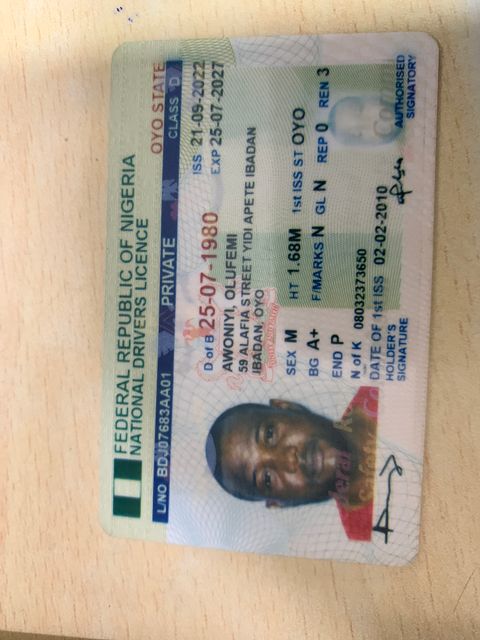 FEDERAL REPUBLIC OF NIGERIA
NATIONAL DRIVERS LICENCE
OYO STATE
L/NO BDJ07683AA01 PRIVATE CLASS D
ISS 21-09-2022
D of B 25-07-1980 EXP 25-07-2027
AWONIYI, OLUFEMI
59 ALAFIA STREET YIDI APETE IBADAN
IBADAN, OYO
SEX M HT 1.68M 1st ISS ST OYO
BG A+ F/MARKS N GL N REP 0 REN 3
END P
N of K 08032373650
DATE OF 1st ISS 02-02-2010
HOLDER'S
SIGNATURE
AUTHORISED
SIGNATORY